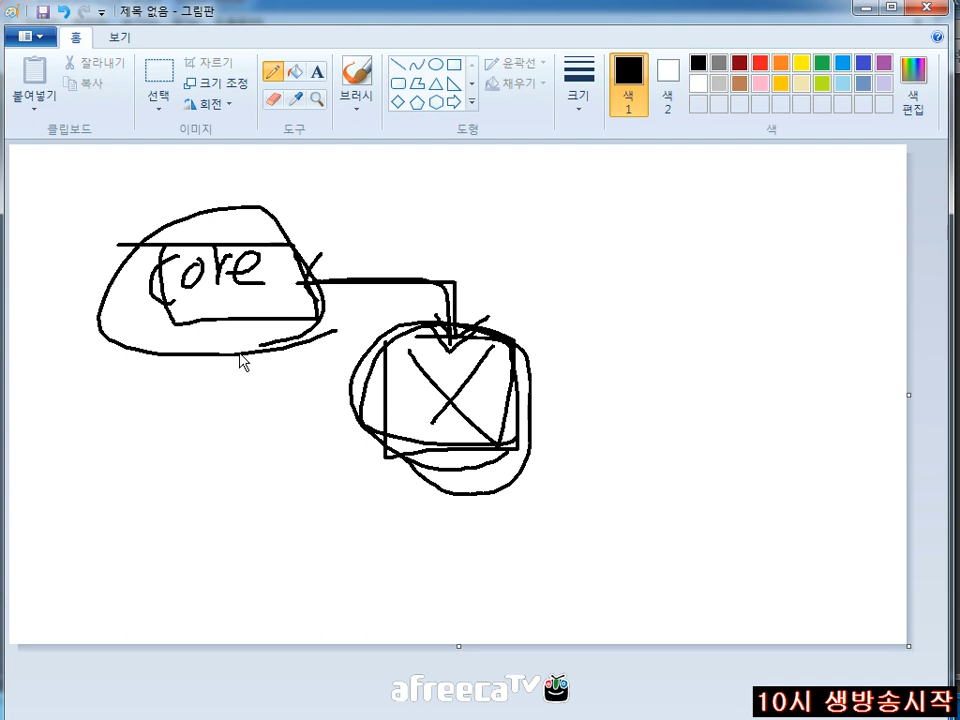 제목 없음 - 그림판
홈 보기
붙여넣기
잘라내기
복사
클립보드
선택
자르기
크기 조정
회전
이미지
A
도구
브러시
윤곽선
채우기
도형
크기
색
1
색
2
색
편집
색
Core
X
afreecaTV
10시 생방송시작